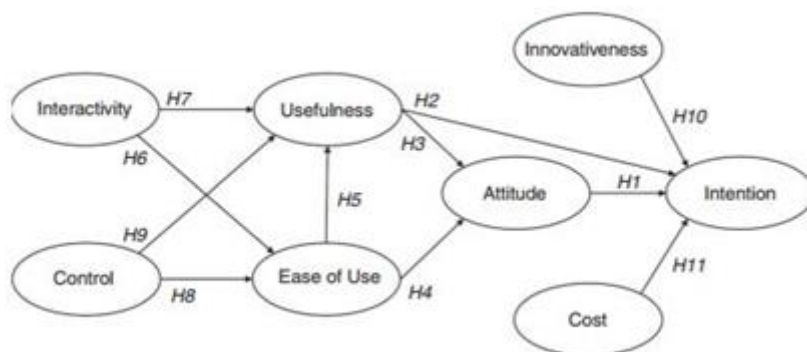 Innovativeness
Interactivity
H7
Usefulness
H2
H10
H6
H3
H5
Attitude
H1
Intention
H9
Control
H8
Ease of Use
H4
H11
Cost